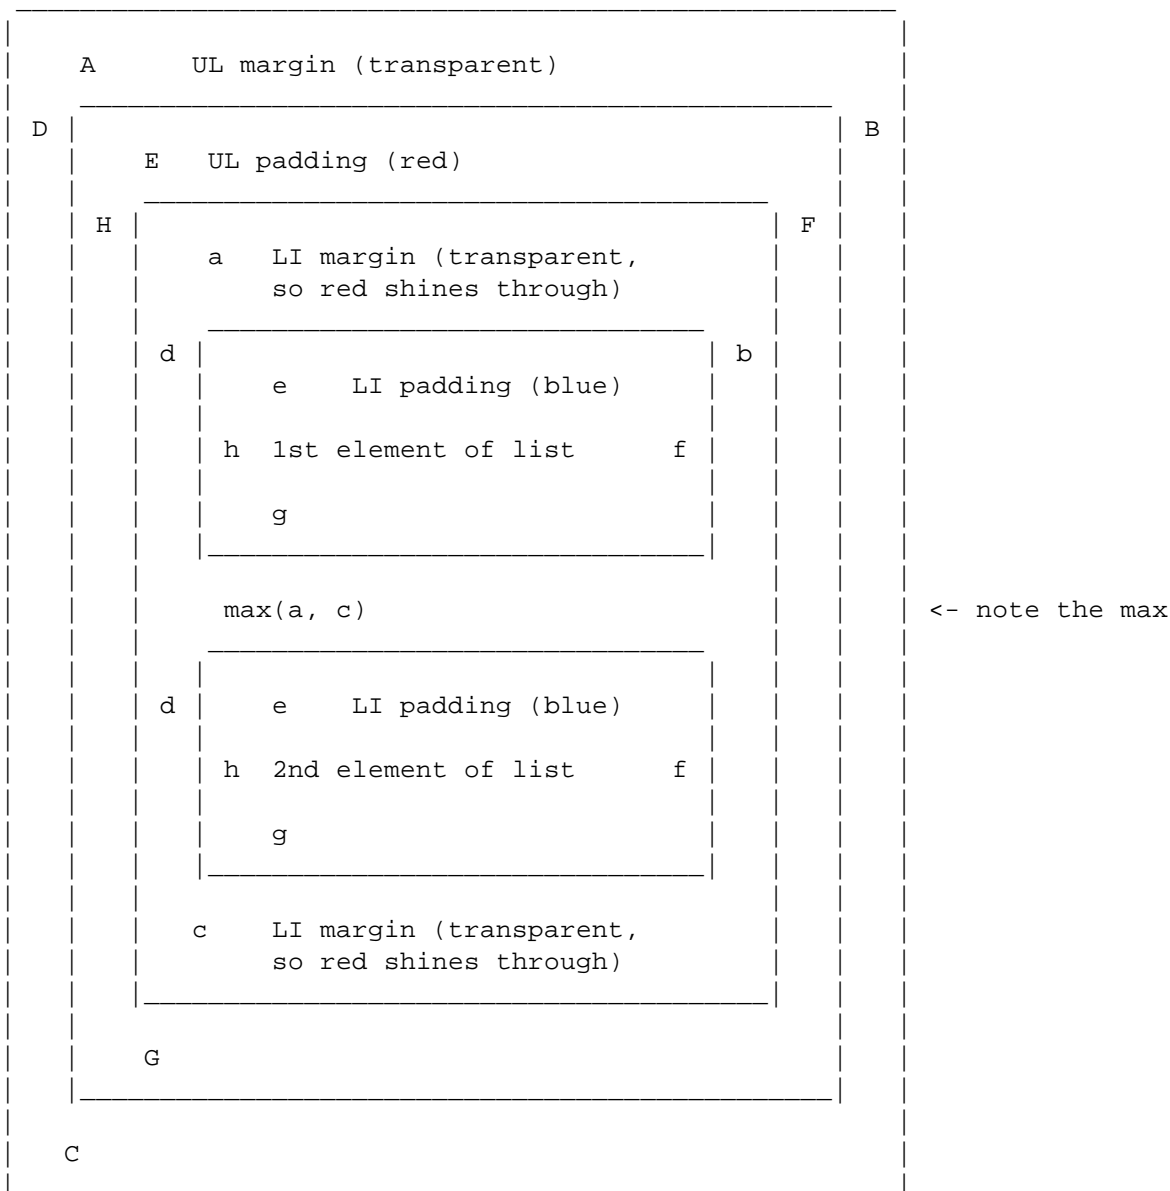 A UL margin (transparent)
D B
E UL padding (red)
H F
a LI margin (transparent,
so red shines through)
d b
e LI padding (blue)
h 1st element of list f
g
max(a, c) <- note the max
d e LI padding (blue)
h 2nd element of list f
g
c LI margin (transparent,
so red shines through)
G
C